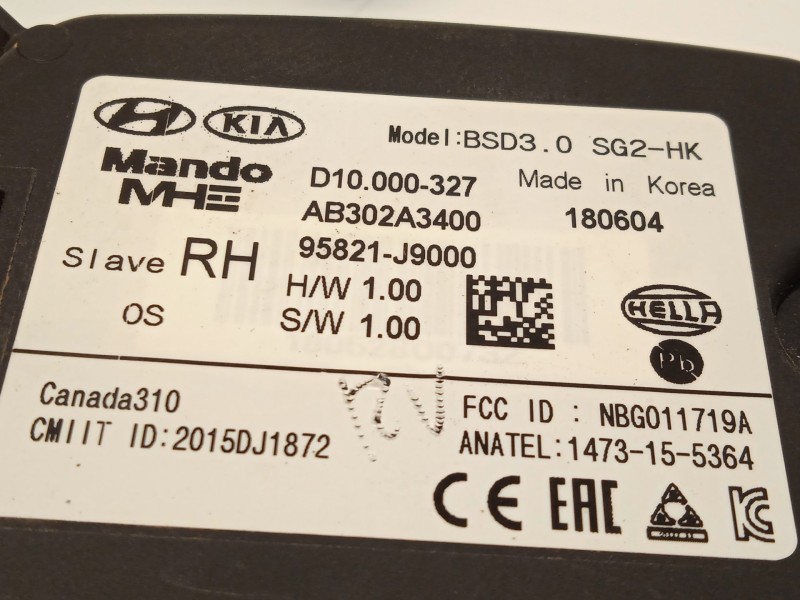 KIA
Model:BSD3.0 SG2-HK
Mando
MHE
D10.000-327
Made in Korea
AB302A3400
180604
Slave RH
95821-J9000
H/W 1.00
OS
S/W 1.00
HELLA
Pb
Canada310
FCC ID : NBG011719A
CMIIT ID:2015DJ1872
ANATEL:1473-15-5364
CE EAC
KC